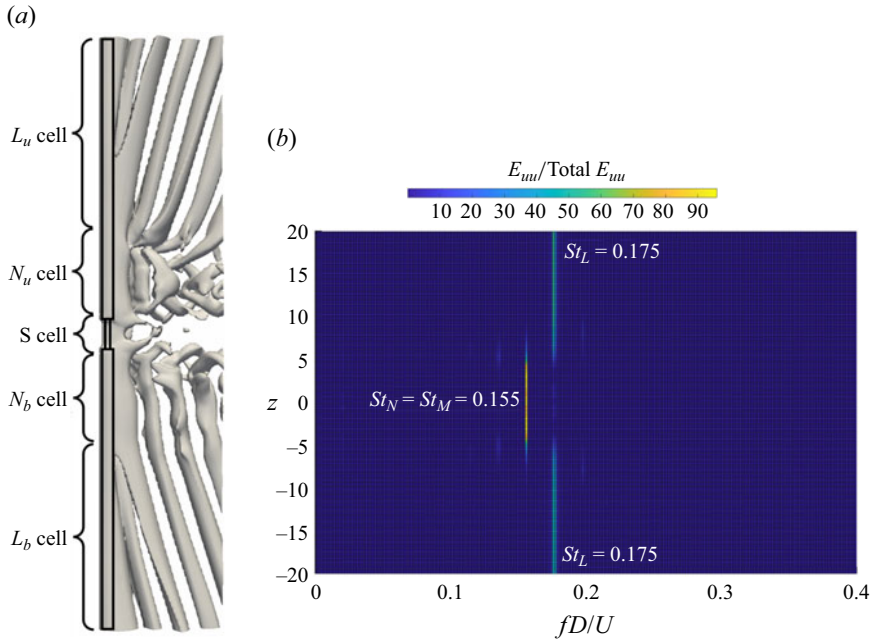 (a)
L_u cell
N_u cell
S cell
N_b cell
L_b cell
(b)
E_uu/Total E_uu
10 20 30 40 50 60 70 80 90
20
15
10
5
0
−5
−10
−15
−20
z
St_L = 0.175
St_N = St_M = 0.155
St_L = 0.175
0 0.1 0.2 0.3 0.4
fD/U